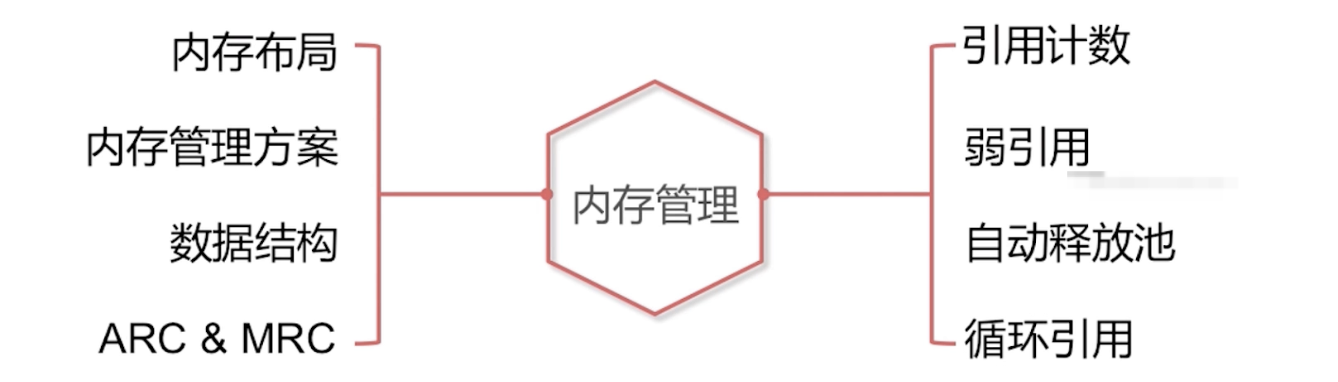 内存布局
内存管理方案
数据结构
ARC & MRC
内存管理
引用计数
弱引用
自动释放池
循环引用